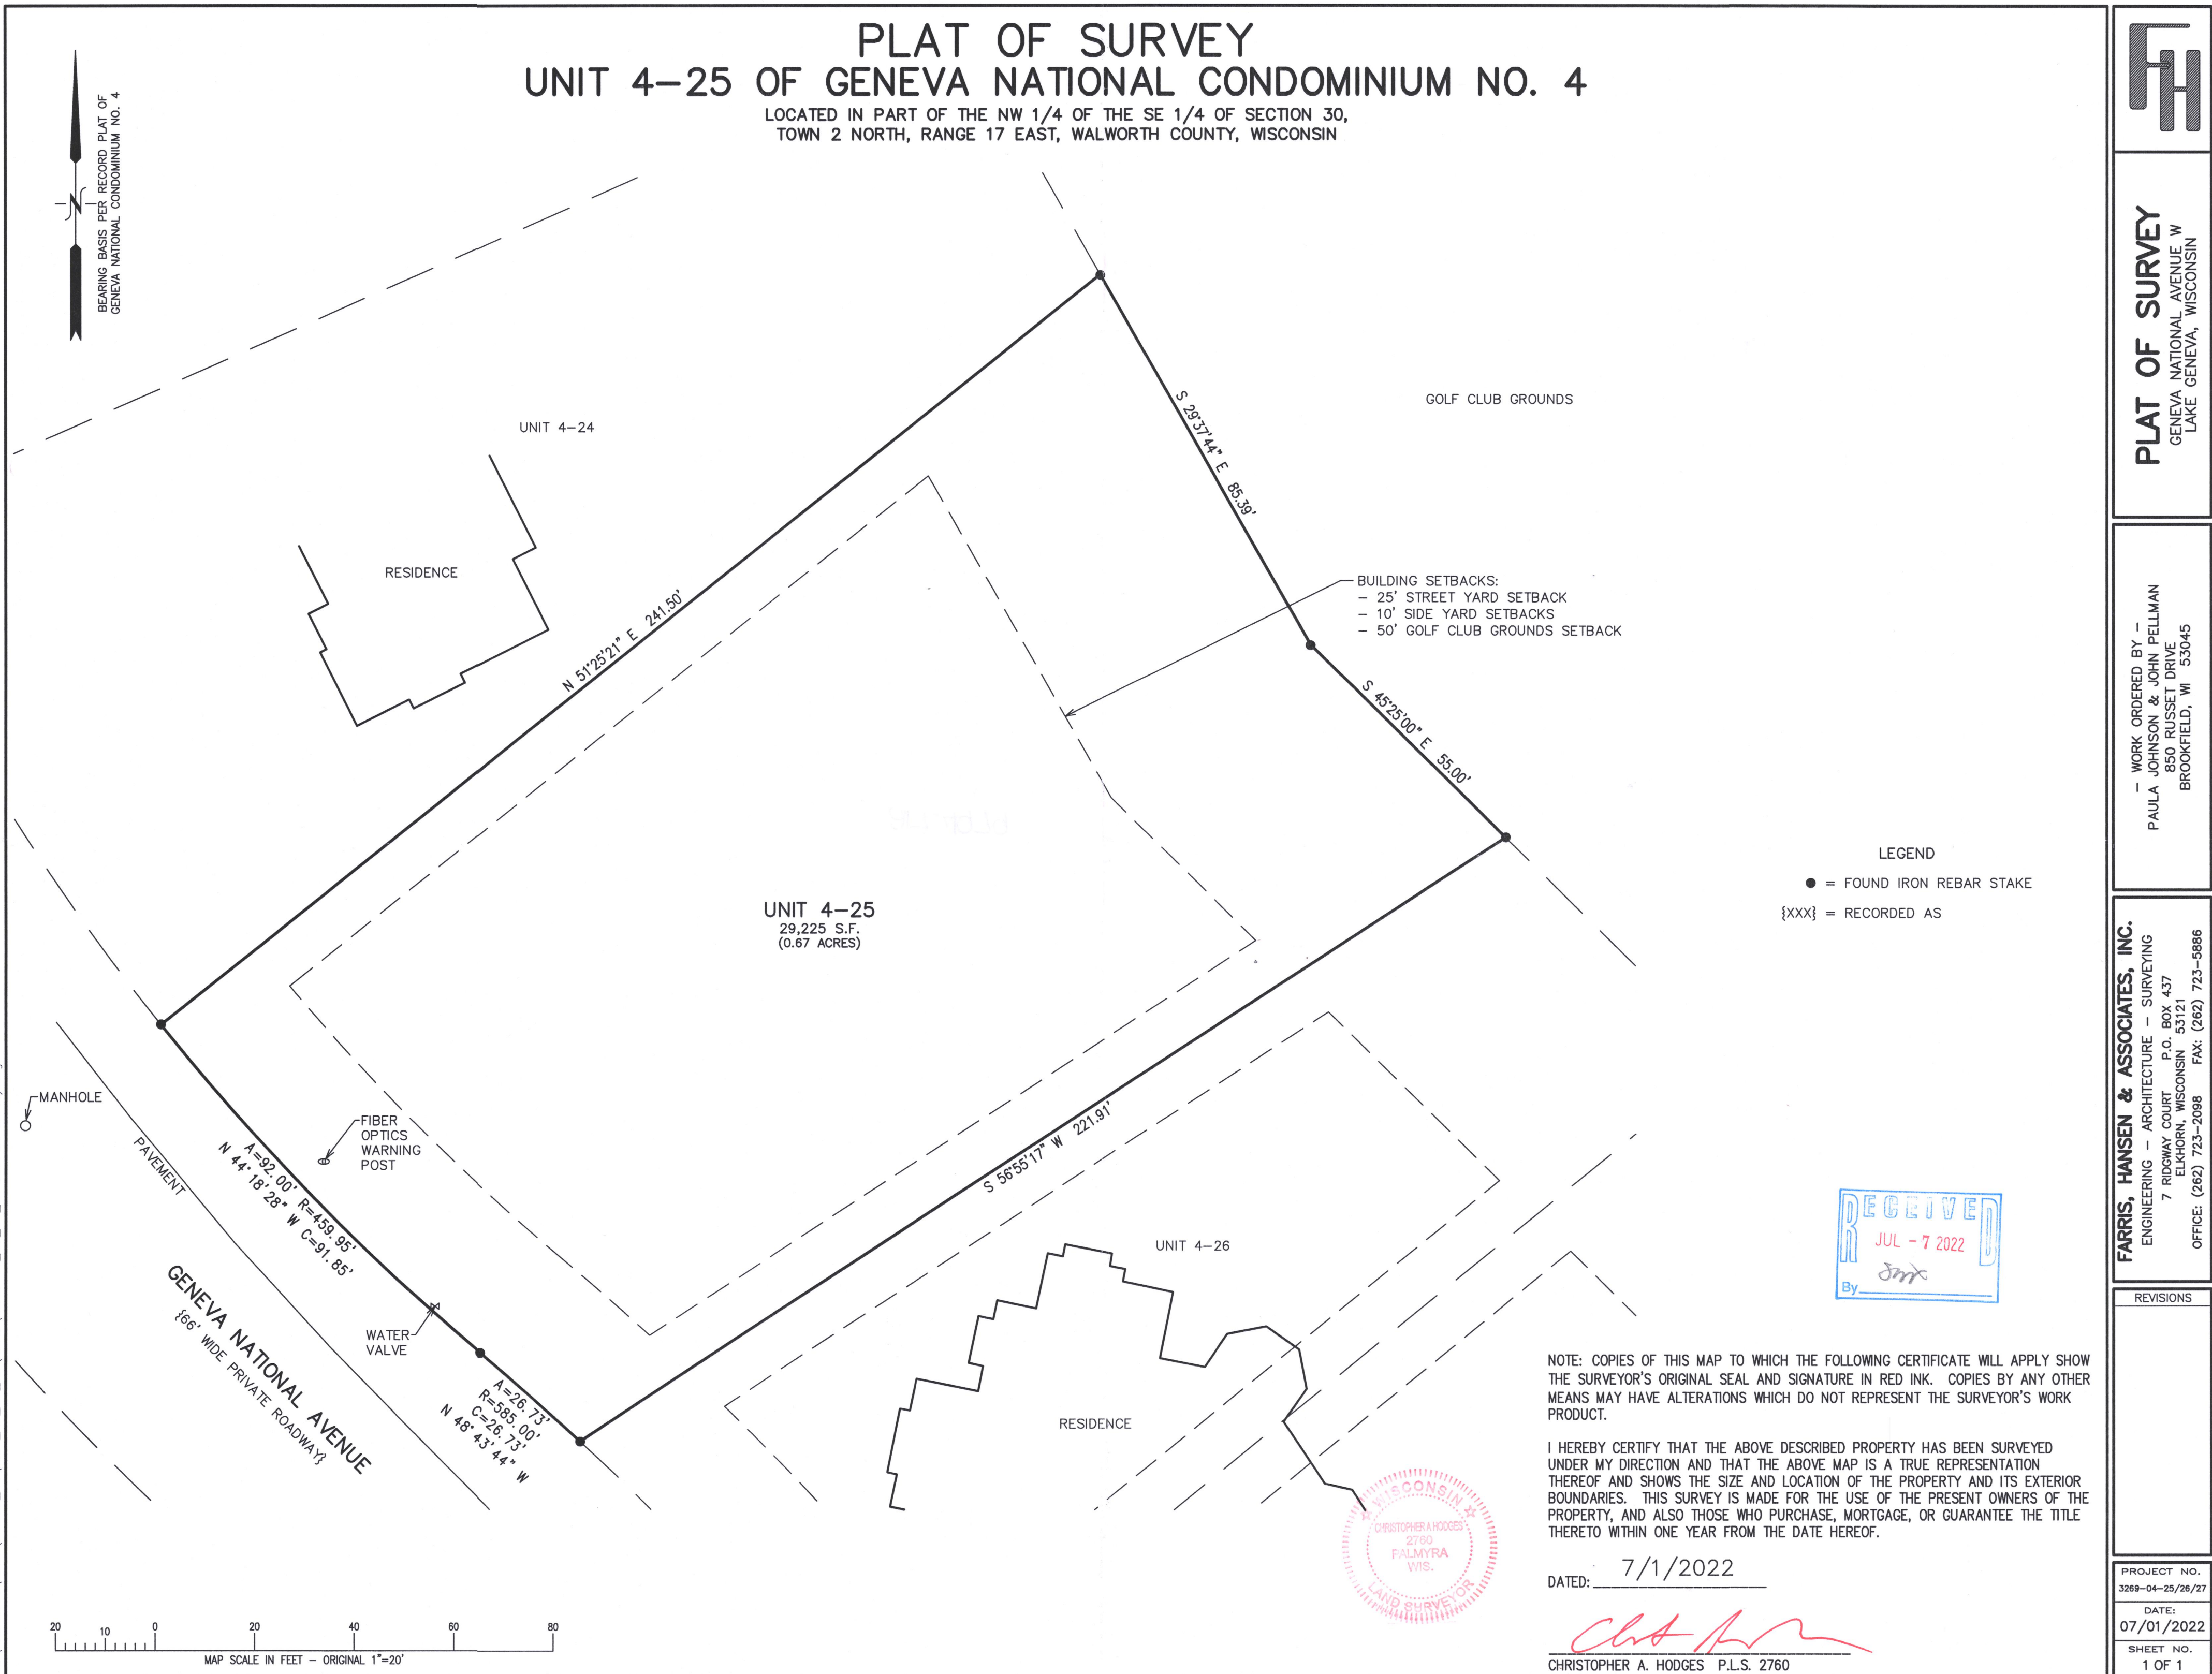 PLAT OF SURVEY
UNIT 4-25 OF GENEVA NATIONAL CONDOMINIUM NO. 4
LOCATED IN PART OF THE NW 1/4 OF THE SE 1/4 OF SECTION 30,
TOWN 2 NORTH, RANGE 17 EAST, WALWORTH COUNTY, WISCONSIN
N
BEARING BASIS PER RECORD PLAT OF
GENEVA NATIONAL CONDOMINIUM NO. 4
UNIT 4-24
RESIDENCE
N 51°25'21" E 241.50'
S 29°37'44" E 85.39'
GOLF CLUB GROUNDS
BUILDING SETBACKS:
- 25' STREET YARD SETBACK
- 10' SIDE YARD SETBACKS
- 50' GOLF CLUB GROUNDS SETBACK
S 45°25'00" E 55.00'
UNIT 4-25
29,225 S.F.
(0.67 ACRES)
LEGEND
● = FOUND IRON REBAR STAKE
{XXX} = RECORDED AS
MANHOLE
PAVEMENT
FIBER
OPTICS
WARNING
POST
A=92.00' R=459.95'
N 44°18'28" W C=91.85'
S 56°55'17" W 221.91'
WATER
VALVE
GENEVA NATIONAL AVENUE
{66' WIDE PRIVATE ROADWAY}
A=26.73'
R=585.00'
C=26.73'
N 48°43'44" W
UNIT 4-26
RESIDENCE
RECEIVED
JUL - 7 2022
By
NOTE: COPIES OF THIS MAP TO WHICH THE FOLLOWING CERTIFICATE WILL APPLY SHOW
THE SURVEYOR'S ORIGINAL SEAL AND SIGNATURE IN RED INK. COPIES BY ANY OTHER
MEANS MAY HAVE ALTERATIONS WHICH DO NOT REPRESENT THE SURVEYOR'S WORK
PRODUCT.
I HEREBY CERTIFY THAT THE ABOVE DESCRIBED PROPERTY HAS BEEN SURVEYED
UNDER MY DIRECTION AND THAT THE ABOVE MAP IS A TRUE REPRESENTATION
THEREOF AND SHOWS THE SIZE AND LOCATION OF THE PROPERTY AND ITS EXTERIOR
BOUNDARIES. THIS SURVEY IS MADE FOR THE USE OF THE PRESENT OWNERS OF THE
PROPERTY, AND ALSO THOSE WHO PURCHASE, MORTGAGE, OR GUARANTEE THE TITLE
THERETO WITHIN ONE YEAR FROM THE DATE HEREOF.
DATED: 7/1/2022
CHRISTOPHER A. HODGES P.L.S. 2760
WISCONSIN
CHRISTOPHER A HODGES
2760
PALMYRA
WIS.
LAND SURVEYOR
20 10 0 20 40 60 80
MAP SCALE IN FEET - ORIGINAL 1"=20'
FH
PLAT OF SURVEY
GENEVA NATIONAL AVENUE W
LAKE GENEVA, WISCONSIN
- WORK ORDERED BY -
PAULA JOHNSON & JOHN PELLMAN
850 RUSSET DRIVE
BROOKFIELD, WI 53045
FARRIS, HANSEN & ASSOCIATES, INC.
ENGINEERING - ARCHITECTURE - SURVEYING
7 RIDGWAY COURT P.O. BOX 437
ELKHORN, WISCONSIN 53121
OFFICE: (262) 723-2098 FAX: (262) 723-5886
REVISIONS
PROJECT NO.
3269-04-25/26/27
DATE:
07/01/2022
SHEET NO.
1 OF 1